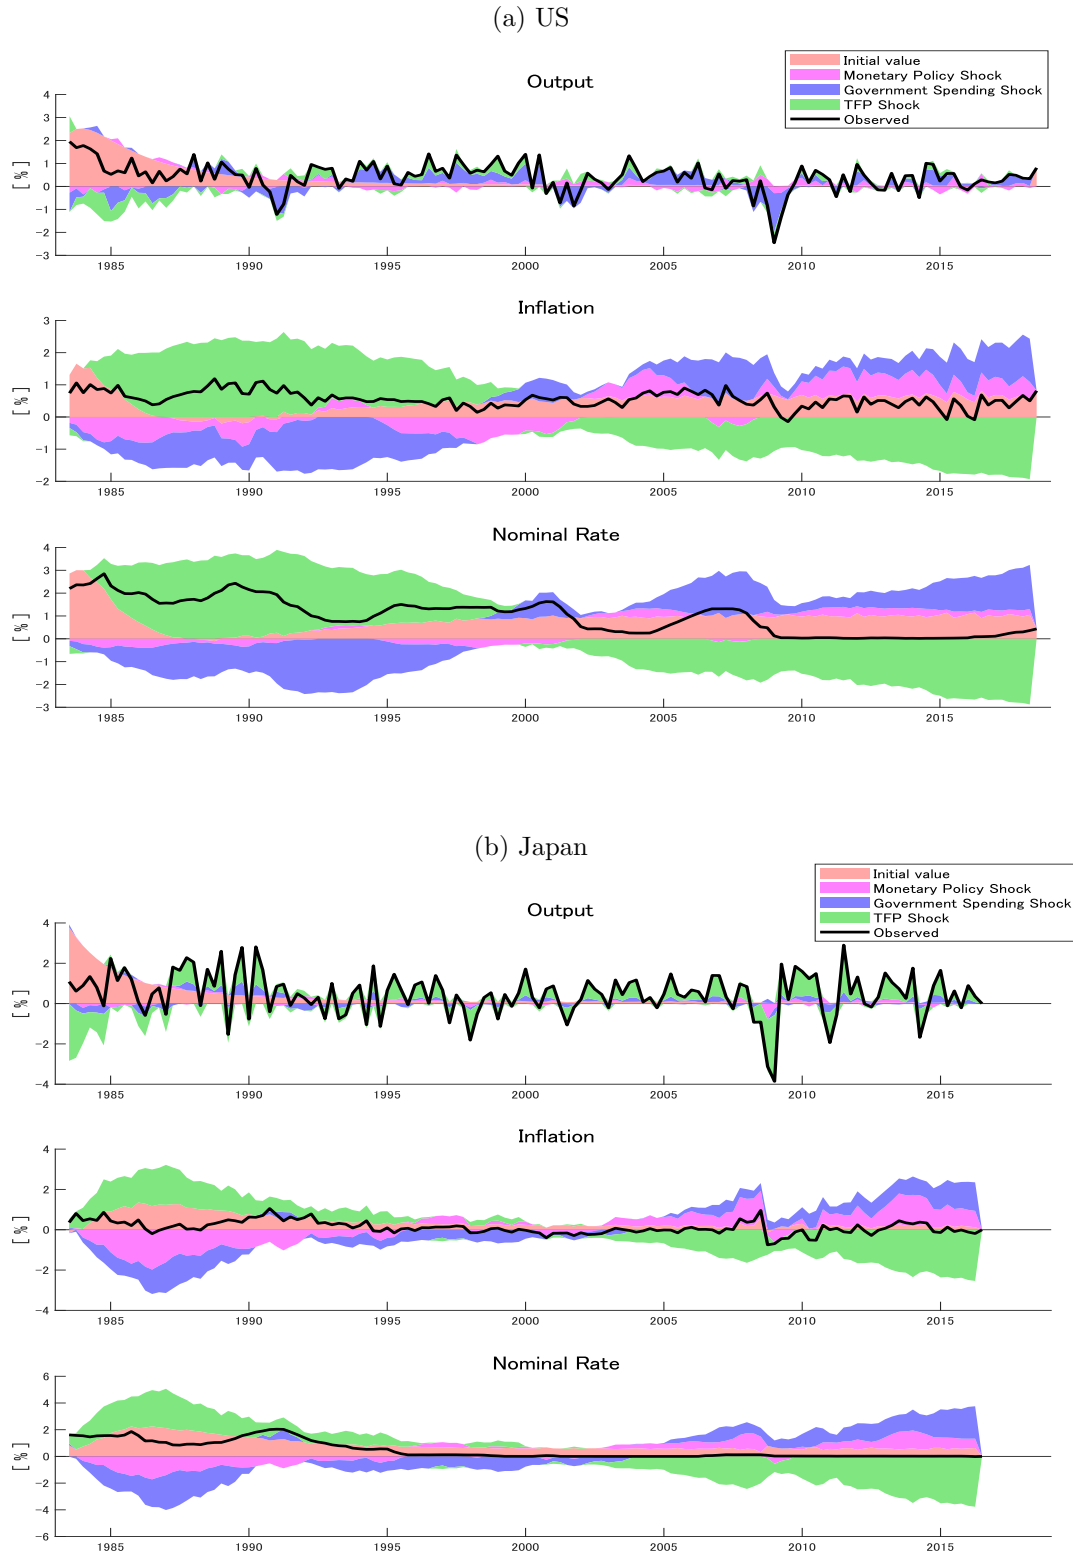 (a) US
Output
Initial value
Monetary Policy Shock
Government Spending Shock
TFP Shock
Observed
[ % ]
4
3
2
1
0
−1
−2
−3
1985 1990 1995 2000 2005 2010 2015
Inflation
[ % ]
3
2
1
0
−1
−2
1985 1990 1995 2000 2005 2010 2015
Nominal Rate
[ % ]
4
3
2
1
0
−1
−2
−3
1985 1990 1995 2000 2005 2010 2015
(b) Japan
Output
Initial value
Monetary Policy Shock
Government Spending Shock
TFP Shock
Observed
[ % ]
4
2
0
−2
−4
1985 1990 1995 2000 2005 2010 2015
Inflation
[ % ]
4
2
0
−2
−4
1985 1990 1995 2000 2005 2010 2015
Nominal Rate
[ % ]
6
4
2
0
−2
−4
−6
1985 1990 1995 2000 2005 2010 2015